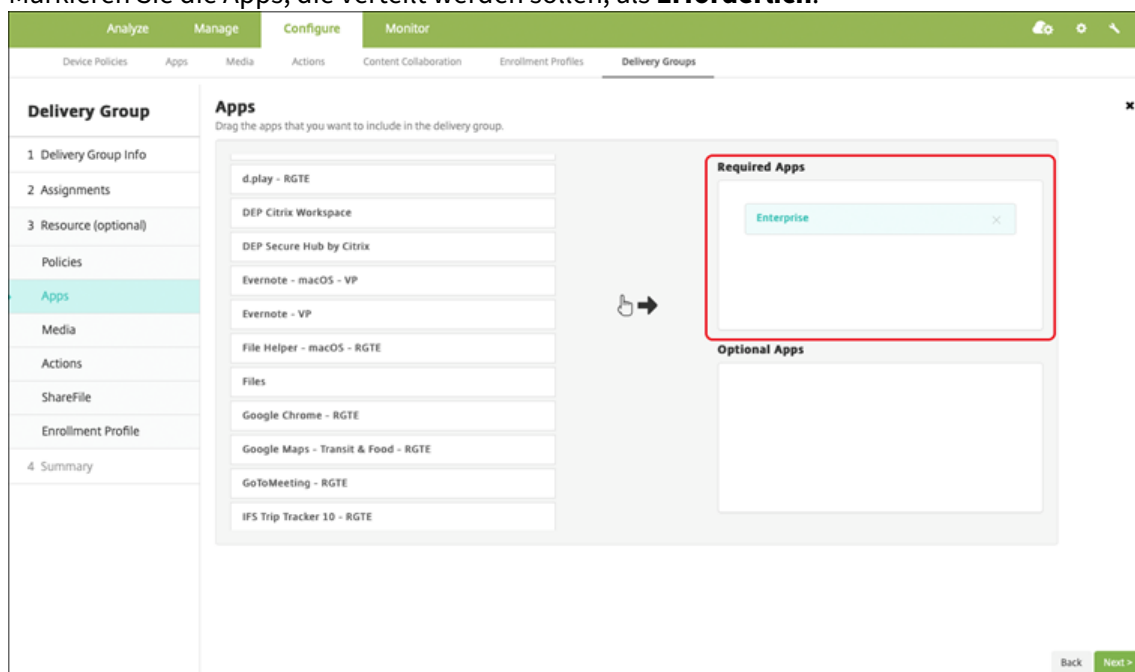 Markieren Sie die Apps, die verteilt werden sollen, als Erforderlich.
Analyze Manage Configure Monitor
Device Policies Apps Media Actions Content Collaboration Enrollment Profiles Delivery Groups
Delivery Group
1 Delivery Group Info
2 Assignments
3 Resource (optional)
Policies
Apps
Media
Actions
ShareFile
Enrollment Profile
4 Summary
Apps
Drag the apps that you want to include in the delivery group.
d.play - RGTE
DEP Citrix Workspace
DEP Secure Hub by Citrix
Evernote - macOS - VP
Evernote - VP
File Helper - macOS - RGTE
Files
Google Chrome - RGTE
Google Maps - Transit & Food - RGTE
GoToMeeting - RGTE
IFS Trip Tracker 10 - RGTE
Required Apps
Enterprise
Optional Apps
Back Next >